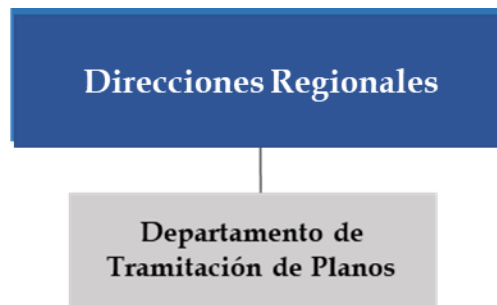 Direcciones Regionales
Departamento de
Tramitación de Planos